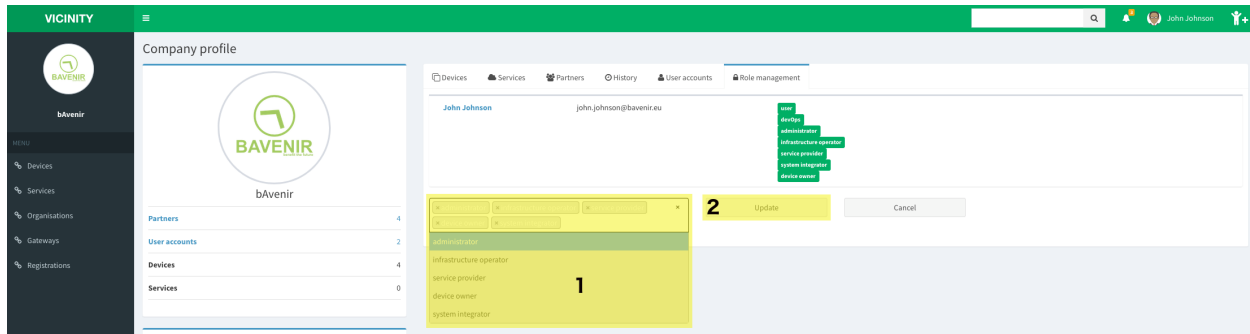 VICINITY
John Johnson
BAVENIR
bAvenir
MENU
Devices
Services
Organisations
Gateways
Registrations
Company profile
BAVENIR
bAvenir
Partners 4
User accounts 2
Devices 4
Services 0
Devices Services Partners History User accounts Role management
John Johnson john.johnson@bavenir.eu
user
devOps
administrator
infrastructure operator
service provider
system integrator
device owner
administrator
infrastructure operator
service provider
device owner
system integrator
1
2 Update Cancel